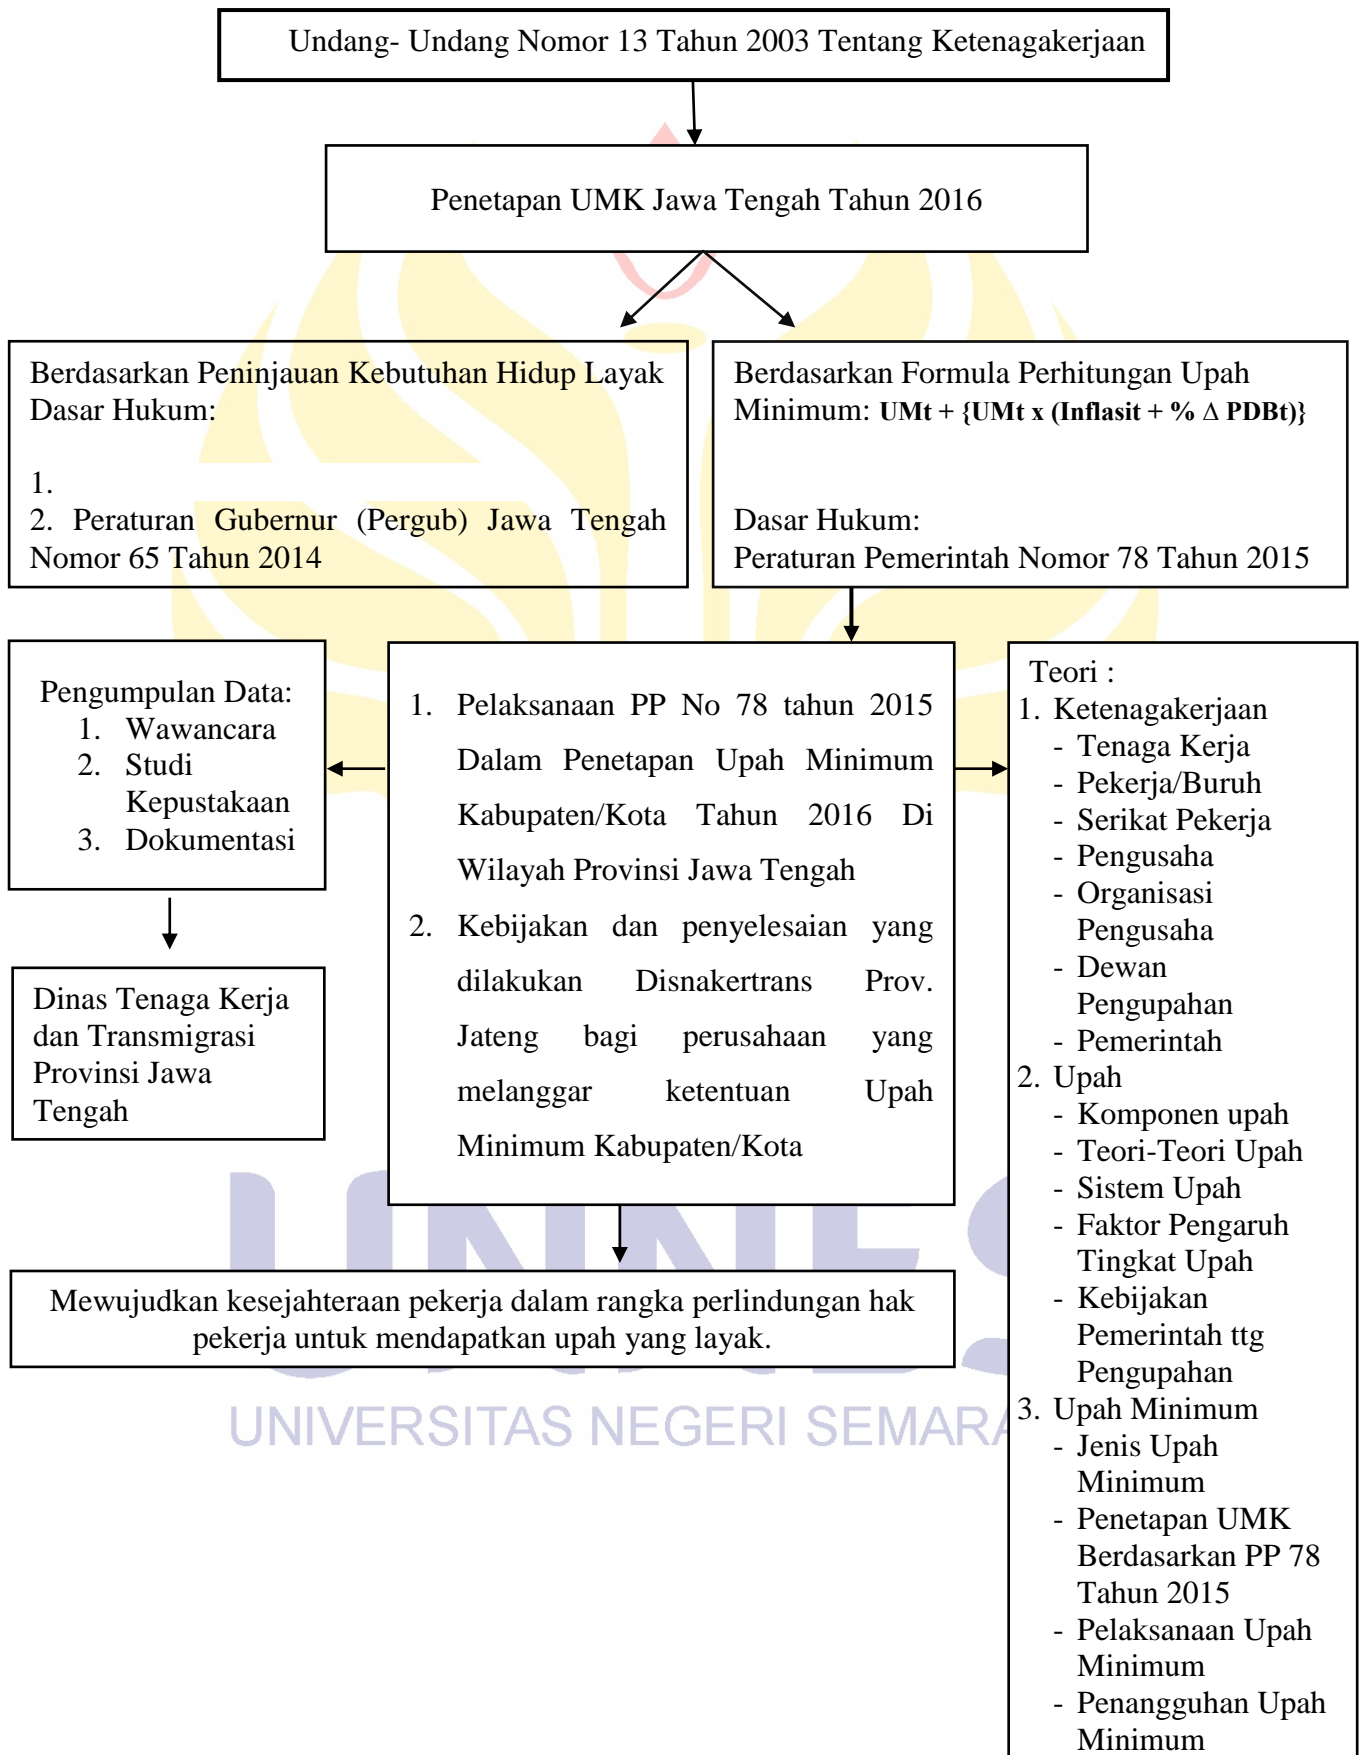 Undang- Undang Nomor 13 Tahun 2003 Tentang Ketenagakerjaan
Penetapan UMK Jawa Tengah Tahun 2016
Berdasarkan Peninjauan Kebutuhan Hidup Layak
Dasar Hukum:
1.
2. Peraturan Gubernur (Pergub) Jawa Tengah
Nomor 65 Tahun 2014
Berdasarkan Formula Perhitungan Upah
Minimum: UMt + {UMt x (Inflasit + % ∆ PDBt)}
Dasar Hukum:
Peraturan Pemerintah Nomor 78 Tahun 2015
Pengumpulan Data:
1. Wawancara
2. Studi
Kepustakaan
3. Dokumentasi
Dinas Tenaga Kerja
dan Transmigrasi
Provinsi Jawa
Tengah
1. Pelaksanaan PP No 78 tahun 2015
Dalam Penetapan Upah Minimum
Kabupaten/Kota Tahun 2016 Di
Wilayah Provinsi Jawa Tengah
2. Kebijakan dan penyelesaian yang
dilakukan Disnakertrans Prov.
Jateng bagi perusahaan yang
melanggar ketentuan Upah
Minimum Kabupaten/Kota
Mewujudkan kesejahteraan pekerja dalam rangka perlindungan hak
pekerja untuk mendapatkan upah yang layak.
Teori :
1. Ketenagakerjaan
- Tenaga Kerja
- Pekerja/Buruh
- Serikat Pekerja
- Pengusaha
- Organisasi
Pengusaha
- Dewan
Pengupahan
- Pemerintah
2. Upah
- Komponen upah
- Teori-Teori Upah
- Sistem Upah
- Faktor Pengaruh
Tingkat Upah
- Kebijakan
Pemerintah ttg
Pengupahan
3. Upah Minimum
- Jenis Upah
Minimum
- Penetapan UMK
Berdasarkan PP 78
Tahun 2015
- Pelaksanaan Upah
Minimum
- Penangguhan Upah
Minimum
UNNES
UNIVERSITAS NEGERI SEMARA